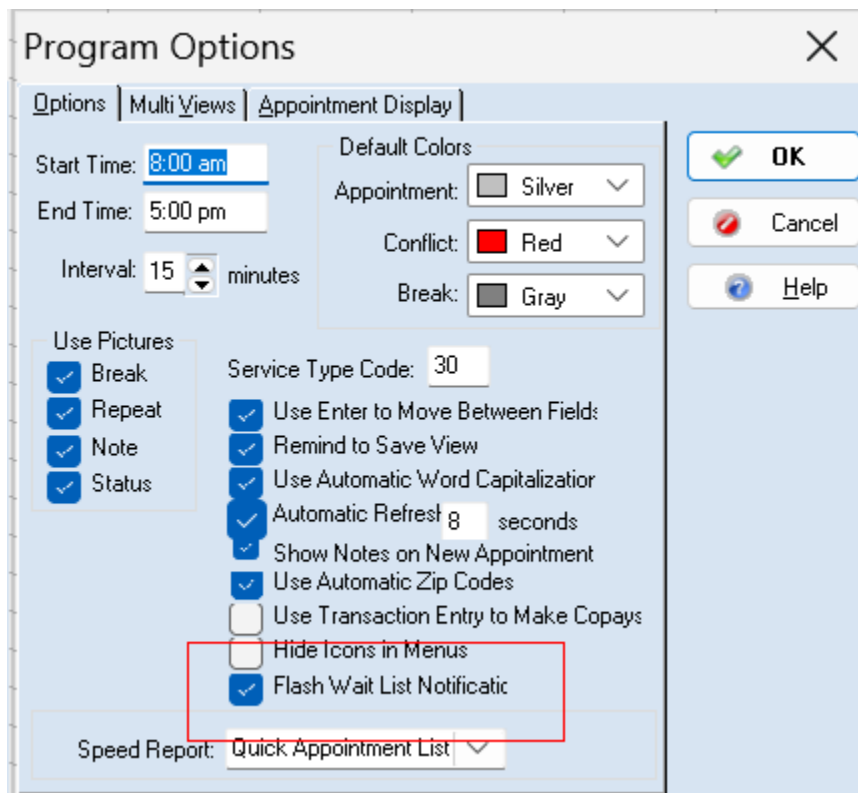 Program Options
Options
Multi Views
Appointment Display
Start Time: 8:00 am
End Time: 5:00 pm
Interval: 15 minutes
Default Colors
Appointment: Silver
Conflict: Red
Break: Gray
OK
Cancel
Help
Use Pictures
Break
Repeat
Note
Status
Service Type Code: 30
Use Enter to Move Between Fields
Remind to Save View
Use Automatic Word Capitalization
Automatic Refresh 8 seconds
Show Notes on New Appointment
Use Automatic Zip Codes
Use Transaction Entry to Make Copays
Hide Icons in Menus
Flash Wait List Notificatic
Speed Report: Quick Appointment List